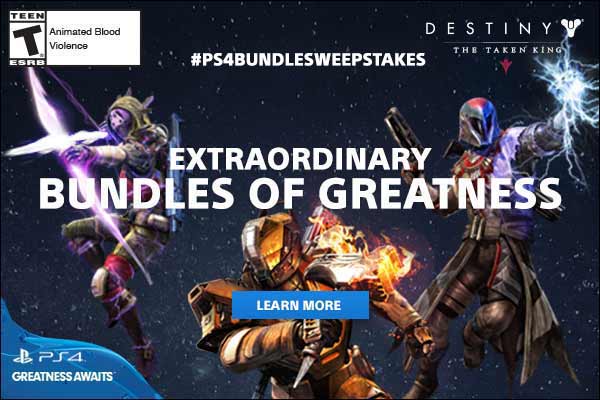 TEEN
T
ESRB
Animated Blood
Violence
DESTINY
THE TAKEN KING
#PS4BUNDLESWEEPSTAKES
EXTRAORDINARY
BUNDLES OF GREATNESS
LEARN MORE
PS4
GREATNESS AWAITS